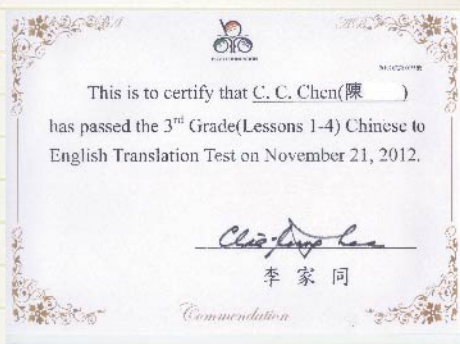 This is to certify that C. C. Chen(陳 )
has passed the 3rd Grade(Lessons 1-4) Chinese to
English Translation Test on November 21, 2012.
李 家 同
Commendation